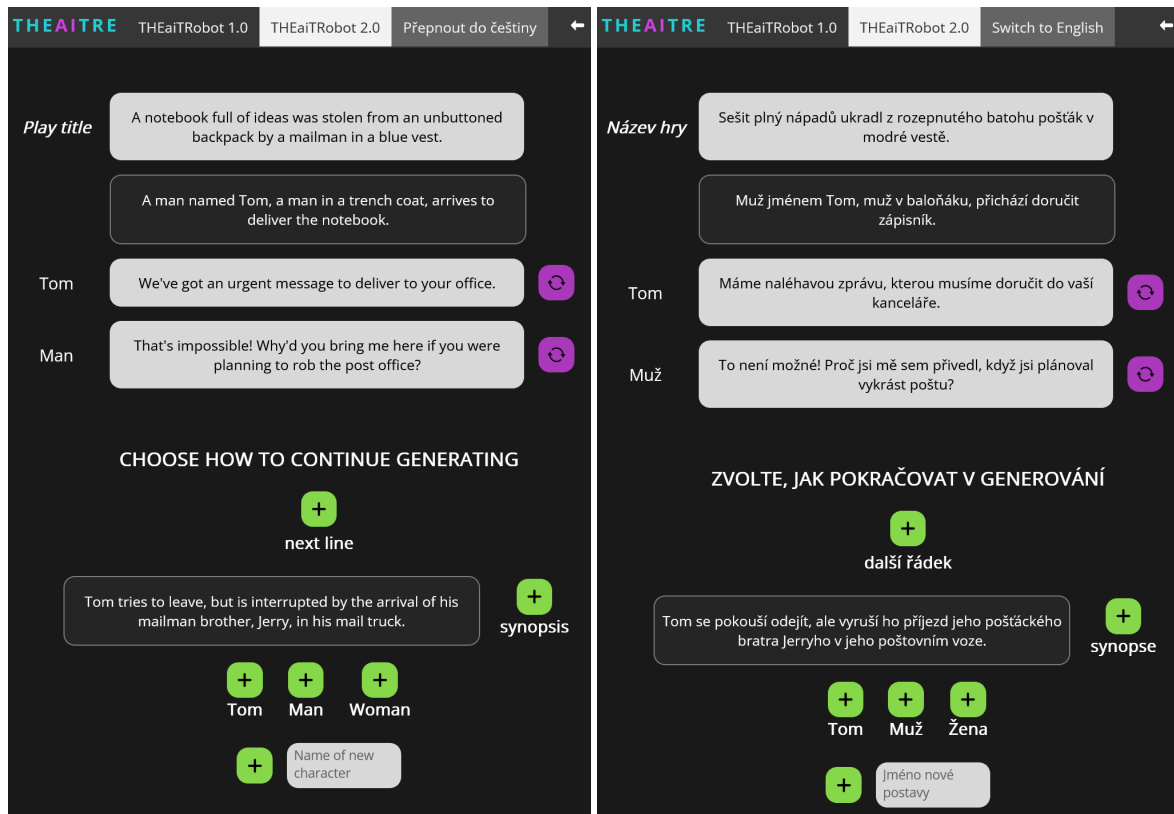 THEAITRE THEaiTRobot 1.0 THEaiTRobot 2.0 Přepnout do češtiny
Play title
A notebook full of ideas was stolen from an unbuttoned
backpack by a mailman in a blue vest.
A man named Tom, a man in a trench coat, arrives to
deliver the notebook.
Tom
We've got an urgent message to deliver to your office.
Man
That's impossible! Why'd you bring me here if you were
planning to rob the post office?
CHOOSE HOW TO CONTINUE GENERATING
next line
Tom tries to leave, but is interrupted by the arrival of his
mailman brother, Jerry, in his mail truck.
synopsis
Tom Man Woman
Name of new
character
THEAITRE THEaiTRobot 1.0 THEaiTRobot 2.0 Switch to English
Název hry
Sešit plný nápadů ukradl z rozepnutého batohu pošťák v
modré vestě.
Muž jménem Tom, muž v baloňáku, přichází doručit
zápisník.
Tom
Máme naléhavou zprávu, kterou musíme doručit do vaší
kanceláře.
Muž
To není možné! Proč jsi mě sem přivedl, když jsi plánoval
vykrást poštu?
ZVOLTE, JAK POKRAČOVAT V GENEROVÁNÍ
další řádek
Tom se pokouší odejít, ale vyruší ho příjezd jeho pošťáckého
bratra Jerryho v jeho poštovním voze.
synopse
Tom Muž Žena
Jméno nové
postavy